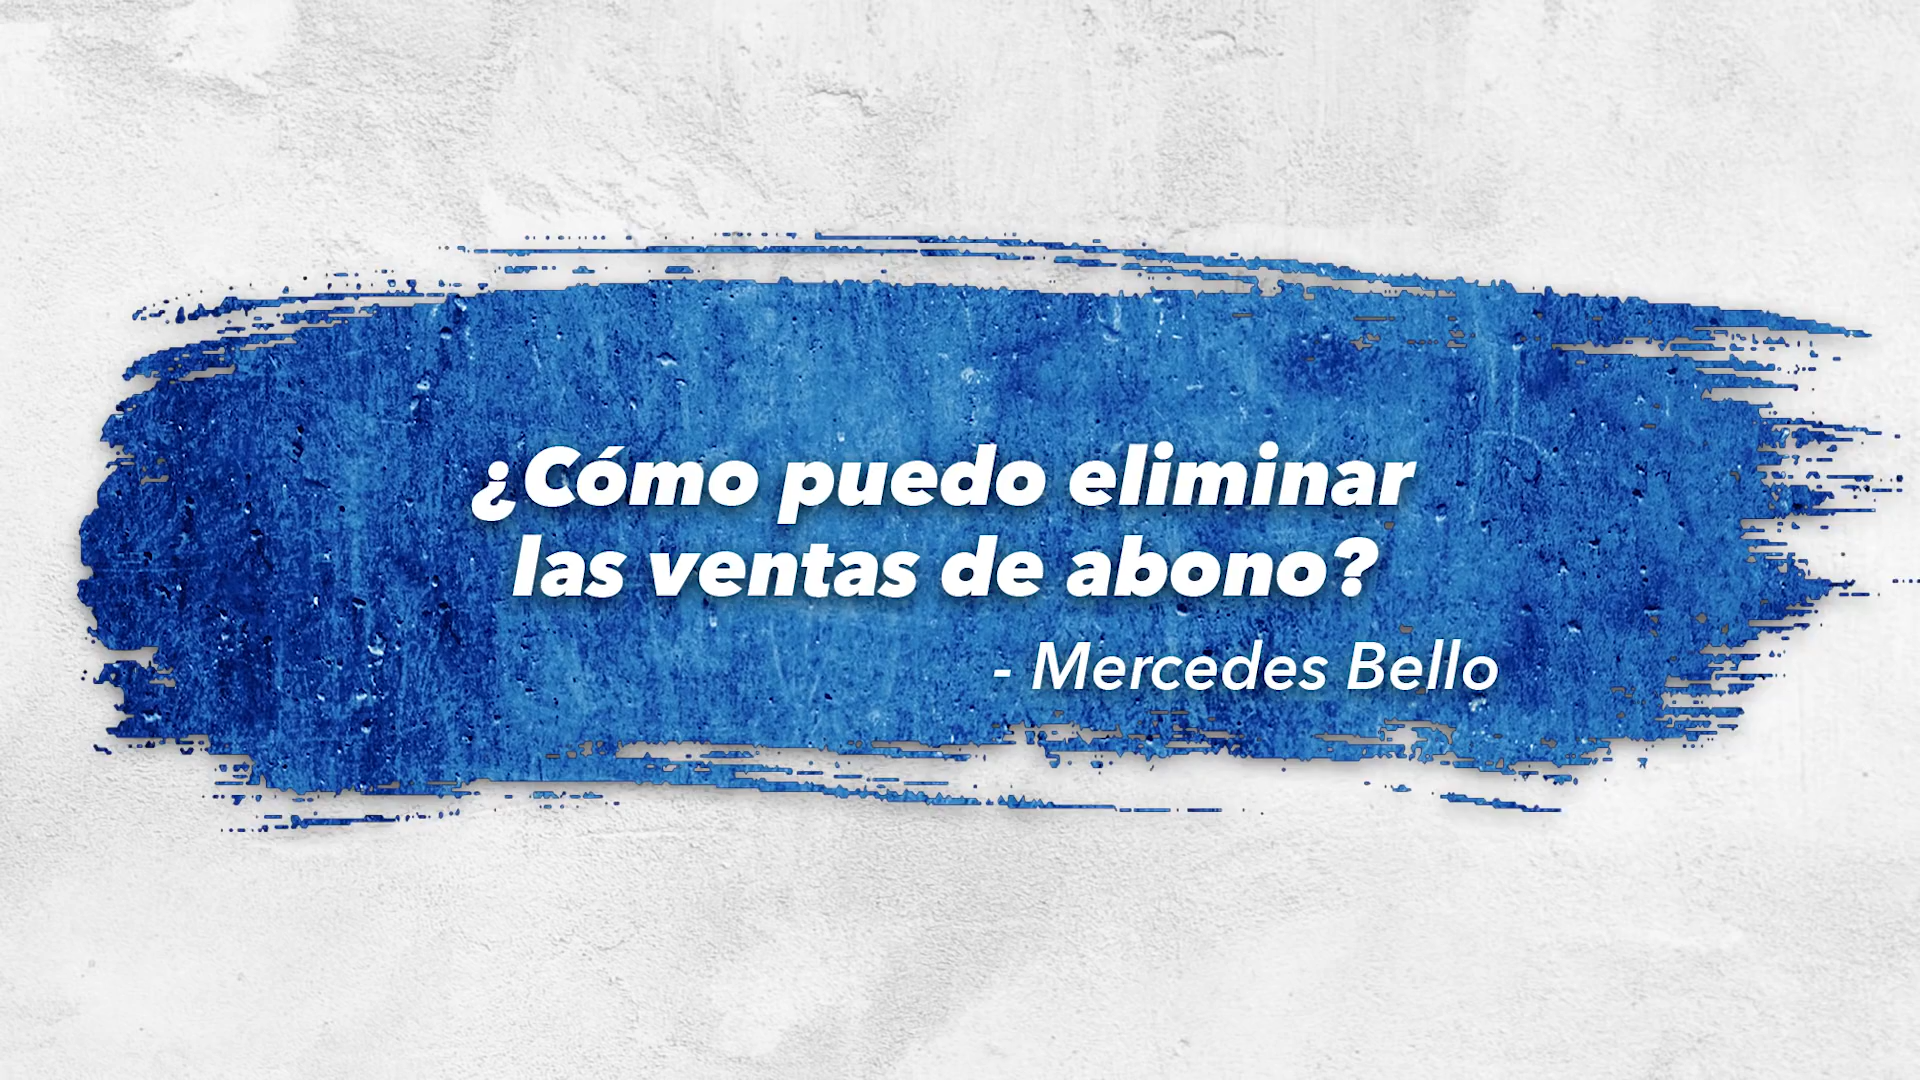 ¿Cómo puedo eliminar
las ventas de abono?
- Mercedes Bello